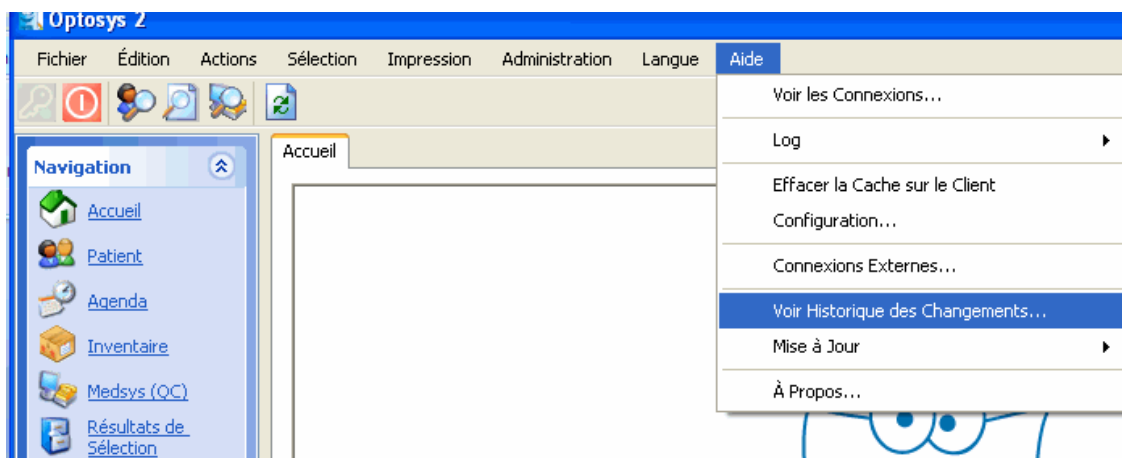 Optosys 2
Fichier Édition Actions Sélection Impression Administration Langue Aide
Voir les Connexions...
Log
Effacer la Cache sur le Client
Configuration...
Connexions Externes...
Voir Historique des Changements...
Mise à Jour
À Propos...
Accueil
Navigation
Accueil
Patient
Agenda
Inventaire
Medsys (QC)
Résultats de
Sélection